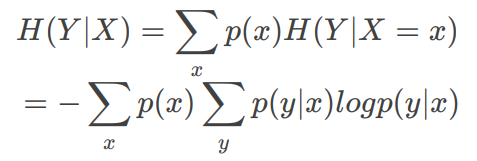 H(Y|X) = ∑ₓ p(x)H(Y|X = x)
= − ∑ₓ p(x) ∑ᵧ p(y|x)logp(y|x)